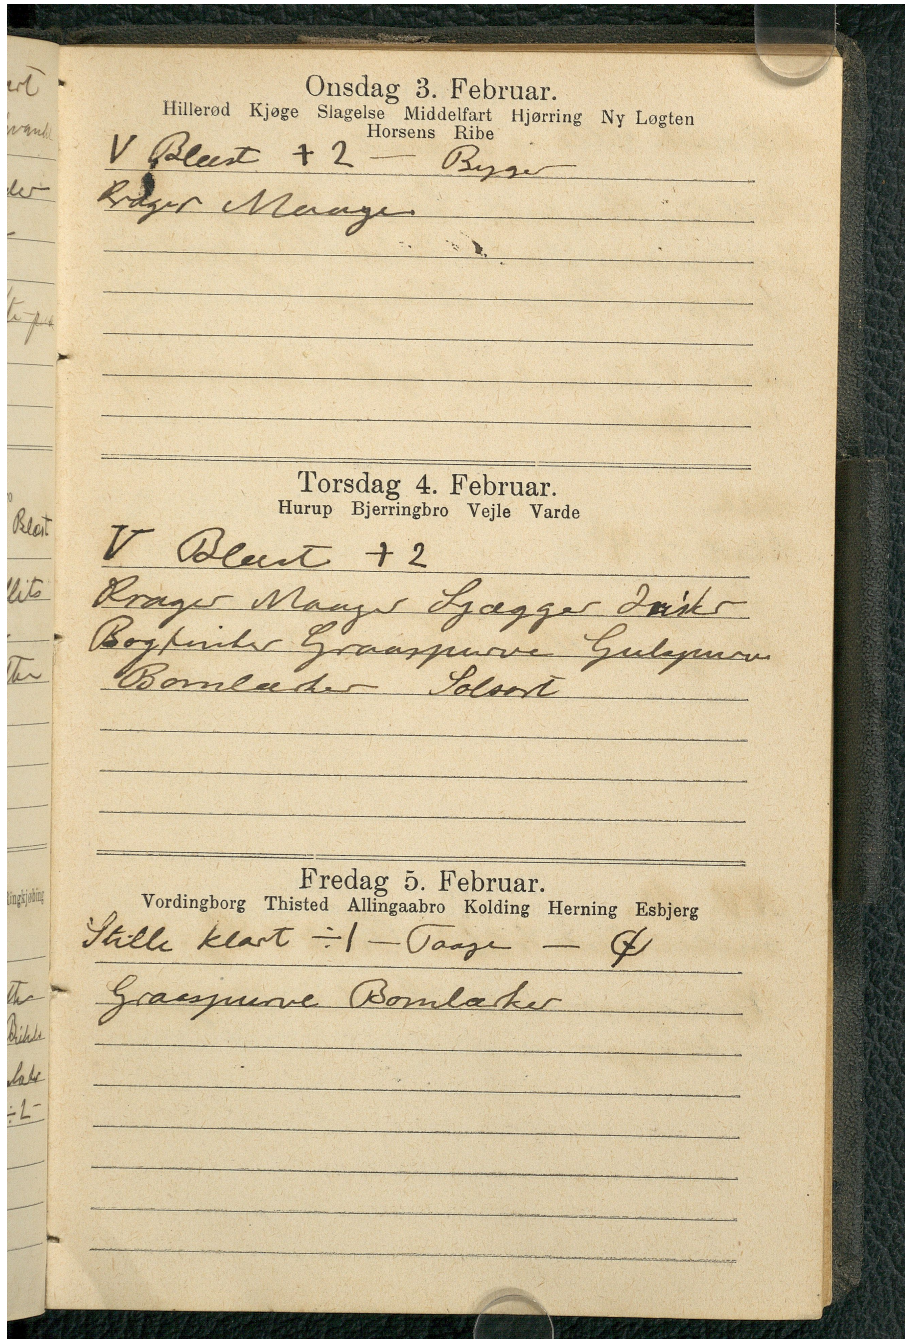 Onsdag 3. Februar.
Hillerød Kjøge Slagelse Middelfart Hjørring Ny Løgten
Horsens Ribe
V Blæst + 2 — Byger
Krager Maager
Torsdag 4. Februar.
Hurup Bjerringbro Vejle Varde
V Blæst + 2
Krager Maager Sjægger Irisker
Bogfinker Graaspurve Gulspurve
Bomlærker Solsort
Fredag 5. Februar.
Vordingborg Thisted Allingaabro Kolding Herning Esbjerg
Stille klart ÷1 — Taage —
Graaspurve Bomlærker